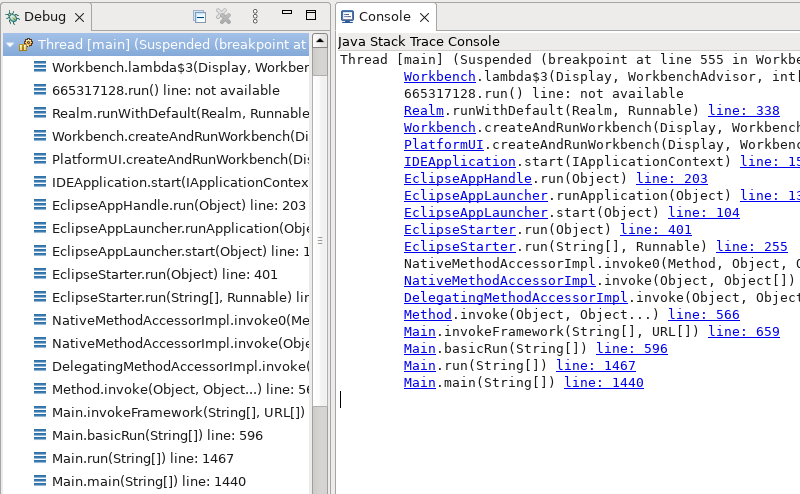 Debug
Thread [main] (Suspended (breakpoint at
Workbench.lambda$3(Display, Workber
665317128.run() line: not available
Realm.runWithDefault(Realm, Runnable
Workbench.createAndRunWorkbench(Di
PlatformUI.createAndRunWorkbench(Dis
IDEApplication.start(IApplicationContex
EclipseAppHandle.run(Object) line: 203
EclipseAppLauncher.runApplication(Obje
EclipseAppLauncher.start(Object) line: 1
EclipseStarter.run(Object) line: 401
EclipseStarter.run(String[], Runnable) lin
NativeMethodAccessorImpl.invoke0(Me
NativeMethodAccessorImpl.invoke(Obje
DelegatingMethodAccessorImpl.invoke(
Method.invoke(Object, Object...) line: 56
Main.invokeFramework(String[], URL[])
Main.basicRun(String[]) line: 596
Main.run(String[]) line: 1467
Main.main(String[]) line: 1440
Console
Java Stack Trace Console
Thread [main] (Suspended (breakpoint at line 555 in Workbe
Workbench.lambda$3(Display, WorkbenchAdvisor, int[
665317128.run() line: not available
Realm.runWithDefault(Realm, Runnable) line: 338
Workbench.createAndRunWorkbench(Display, Workbench
PlatformUI.createAndRunWorkbench(Display, Workbenc
IDEApplication.start(IApplicationContext) line: 15
EclipseAppHandle.run(Object) line: 203
EclipseAppLauncher.runApplication(Object) line: 13
EclipseAppLauncher.start(Object) line: 104
EclipseStarter.run(Object) line: 401
EclipseStarter.run(String[], Runnable) line: 255
NativeMethodAccessorImpl.invoke0(Method, Object, O
NativeMethodAccessorImpl.invoke(Object, Object[])
DelegatingMethodAccessorImpl.invoke(Object, Object
Method.invoke(Object, Object...) line: 566
Main.invokeFramework(String[], URL[]) line: 659
Main.basicRun(String[]) line: 596
Main.run(String[]) line: 1467
Main.main(String[]) line: 1440